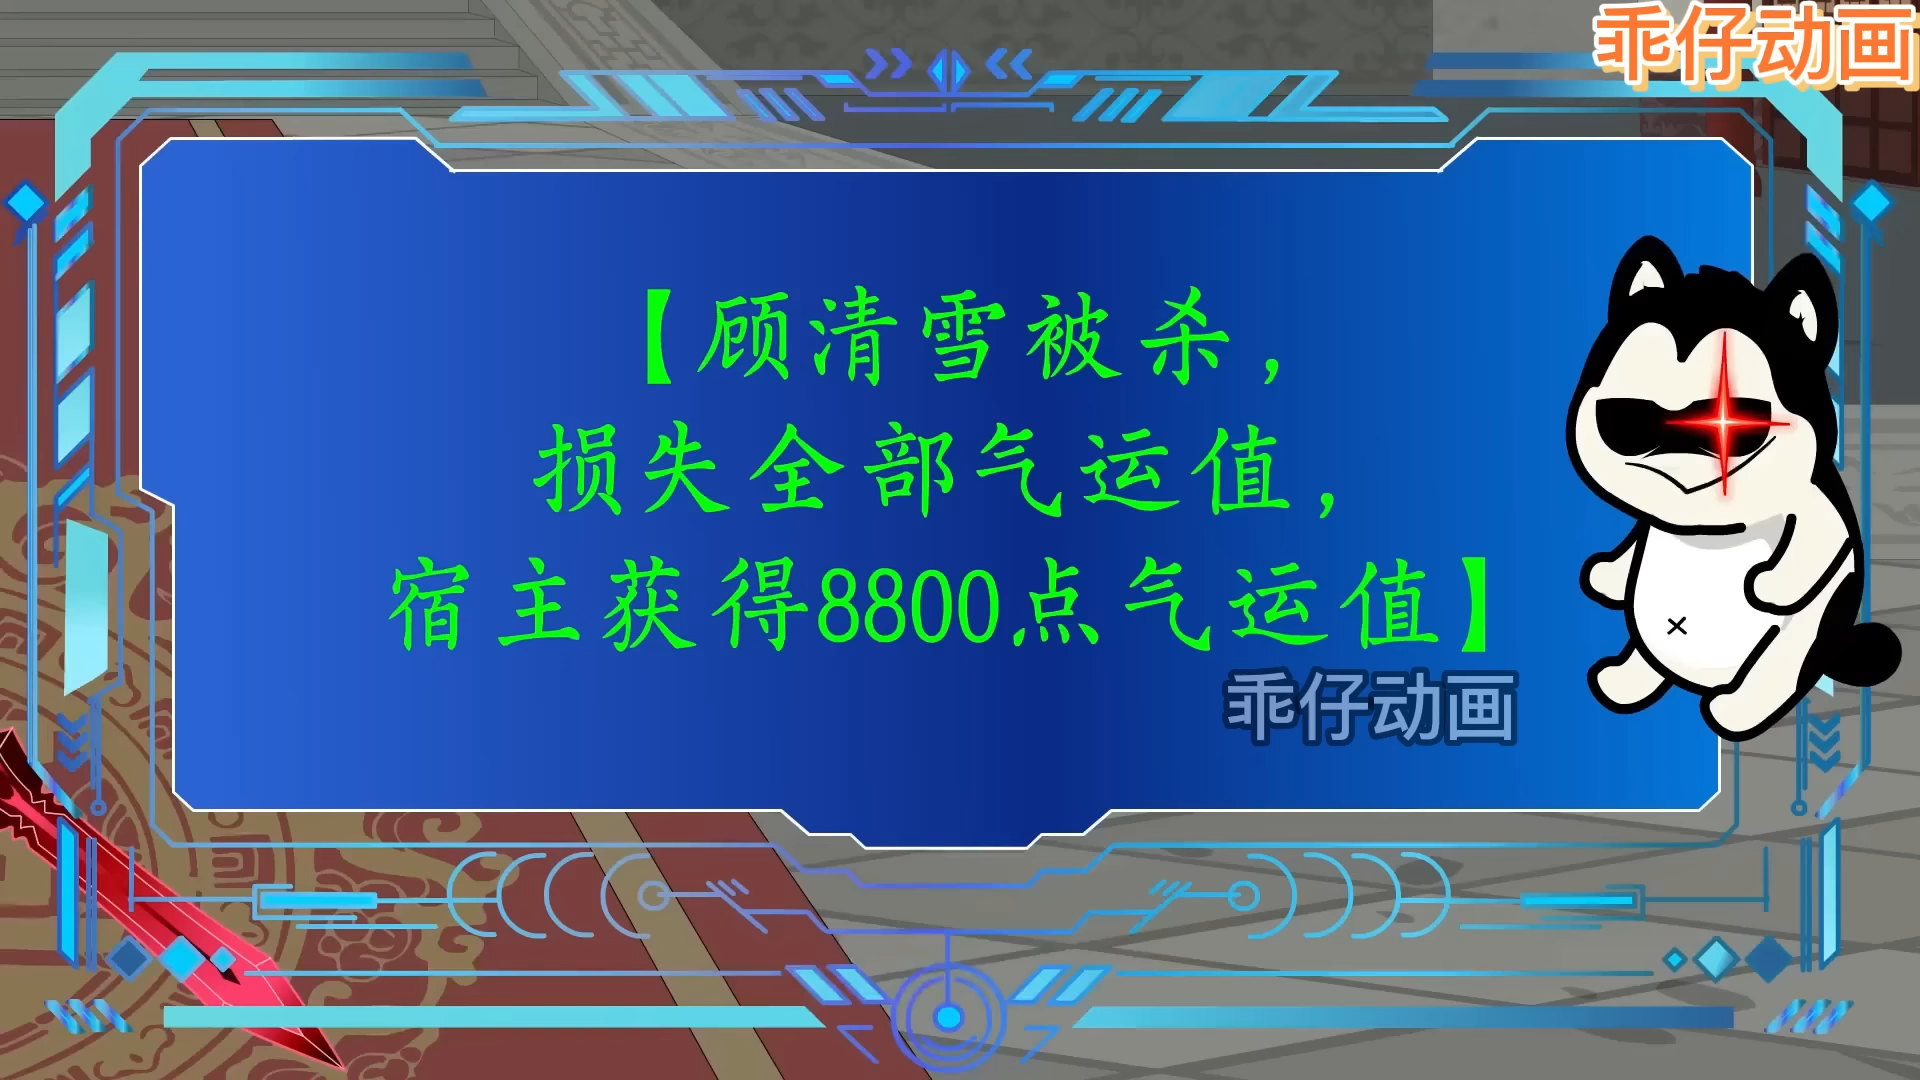 乖仔动画
【顾清雪被杀，
损失全部气运值，
宿主获得8800点气运值】
乖仔动画